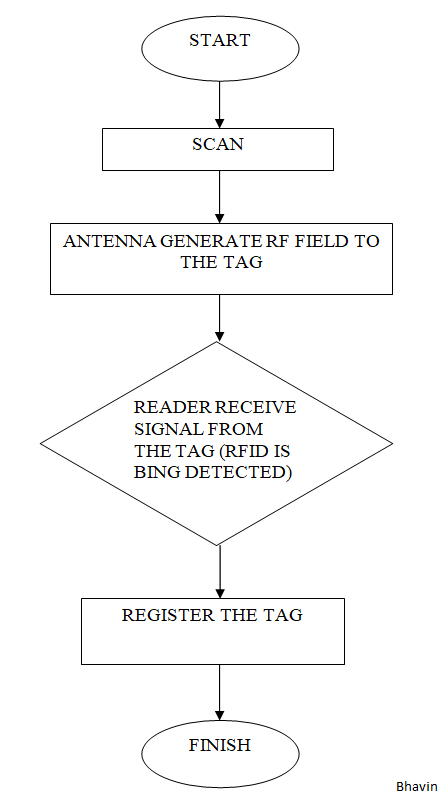 START
SCAN
ANTENNA GENERATE RF FIELD TO
THE TAG
READER RECEIVE
SIGNAL FROM
THE TAG (RFID IS
BING DETECTED)
REGISTER THE TAG
FINISH
Bhavin